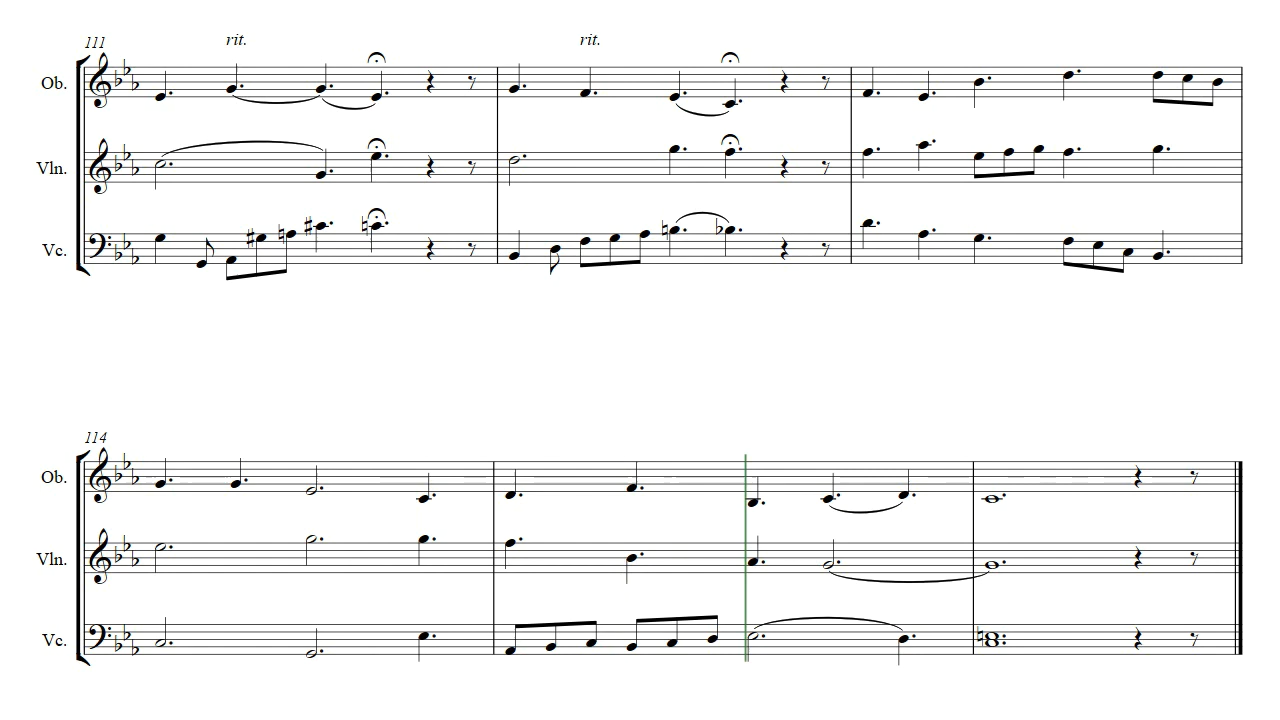 111
rit.
rit.
Ob.
Vln.
Vc.
114
Ob.
Vln.
Vc.